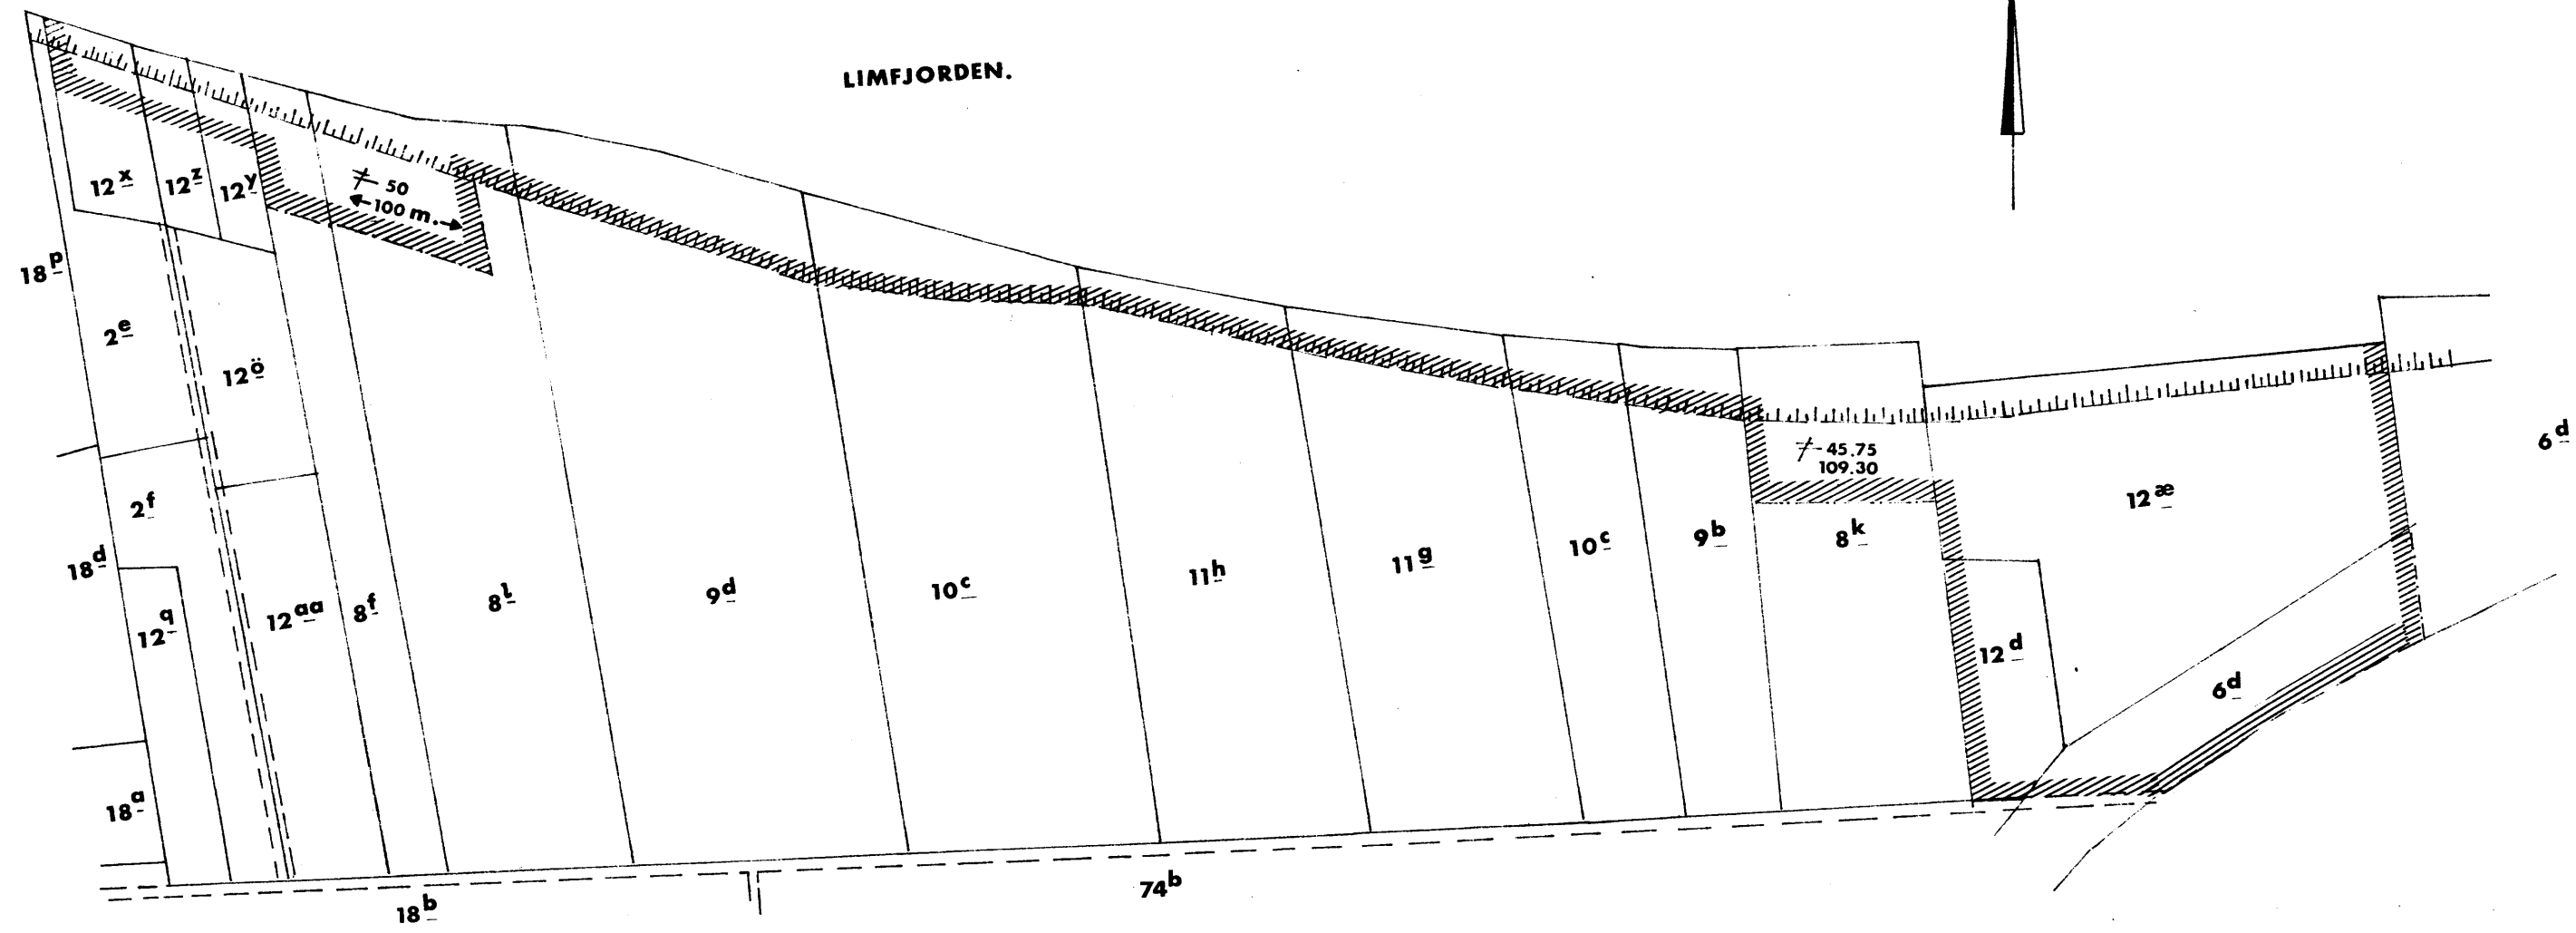 LIMFJORDEN.
12x
12z
12y
≠ 50
100 m.
18p
2e
12ö
≠ 45.75
109.30
6d
12æ
2f
18d
12q
12aa
8f
8l
9d
10c
11h
11g
10c
9b
8k
12d
6d
18a
18b
74b